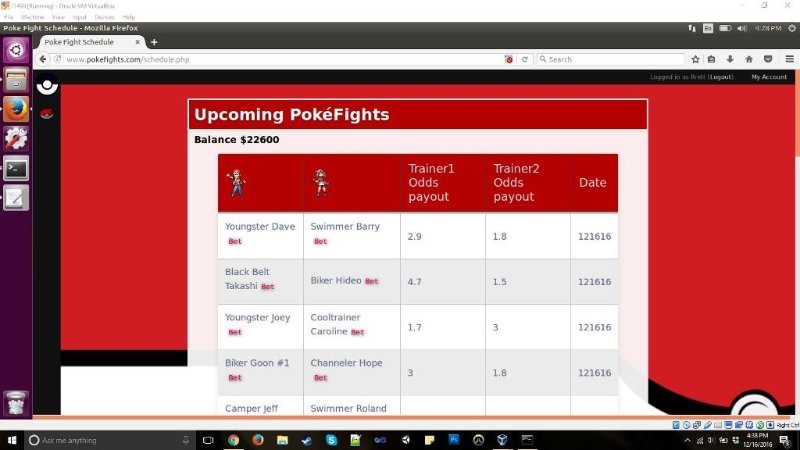 i1490 [Running] - Oracle VM VirtualBox
File Machine View Input Devices Help
Poke Fight Schedule - Mozilla Firefox
En
4:28 PM
Poke Fight Schedule
www.pokefights.com/schedule.php
Search
Logged in as Brett (Logout) My Account
Upcoming PokéFights
Balance $22600
Trainer1 Odds payout
Trainer2 Odds payout
Date
Youngster Dave Bet
Swimmer Barry Bet
2.9
1.8
121616
Black Belt Takashi Bet
Biker Hideo Bet
4.7
1.5
121616
Youngster Joey Bet
Cooltrainer Caroline Bet
1.7
3
121616
Biker Goon #1 Bet
Channeler Hope Bet
3
1.8
121616
Camper Jeff
Swimmer Roland
Right Ctrl
Ask me anything
4:38 PM
12/16/2016